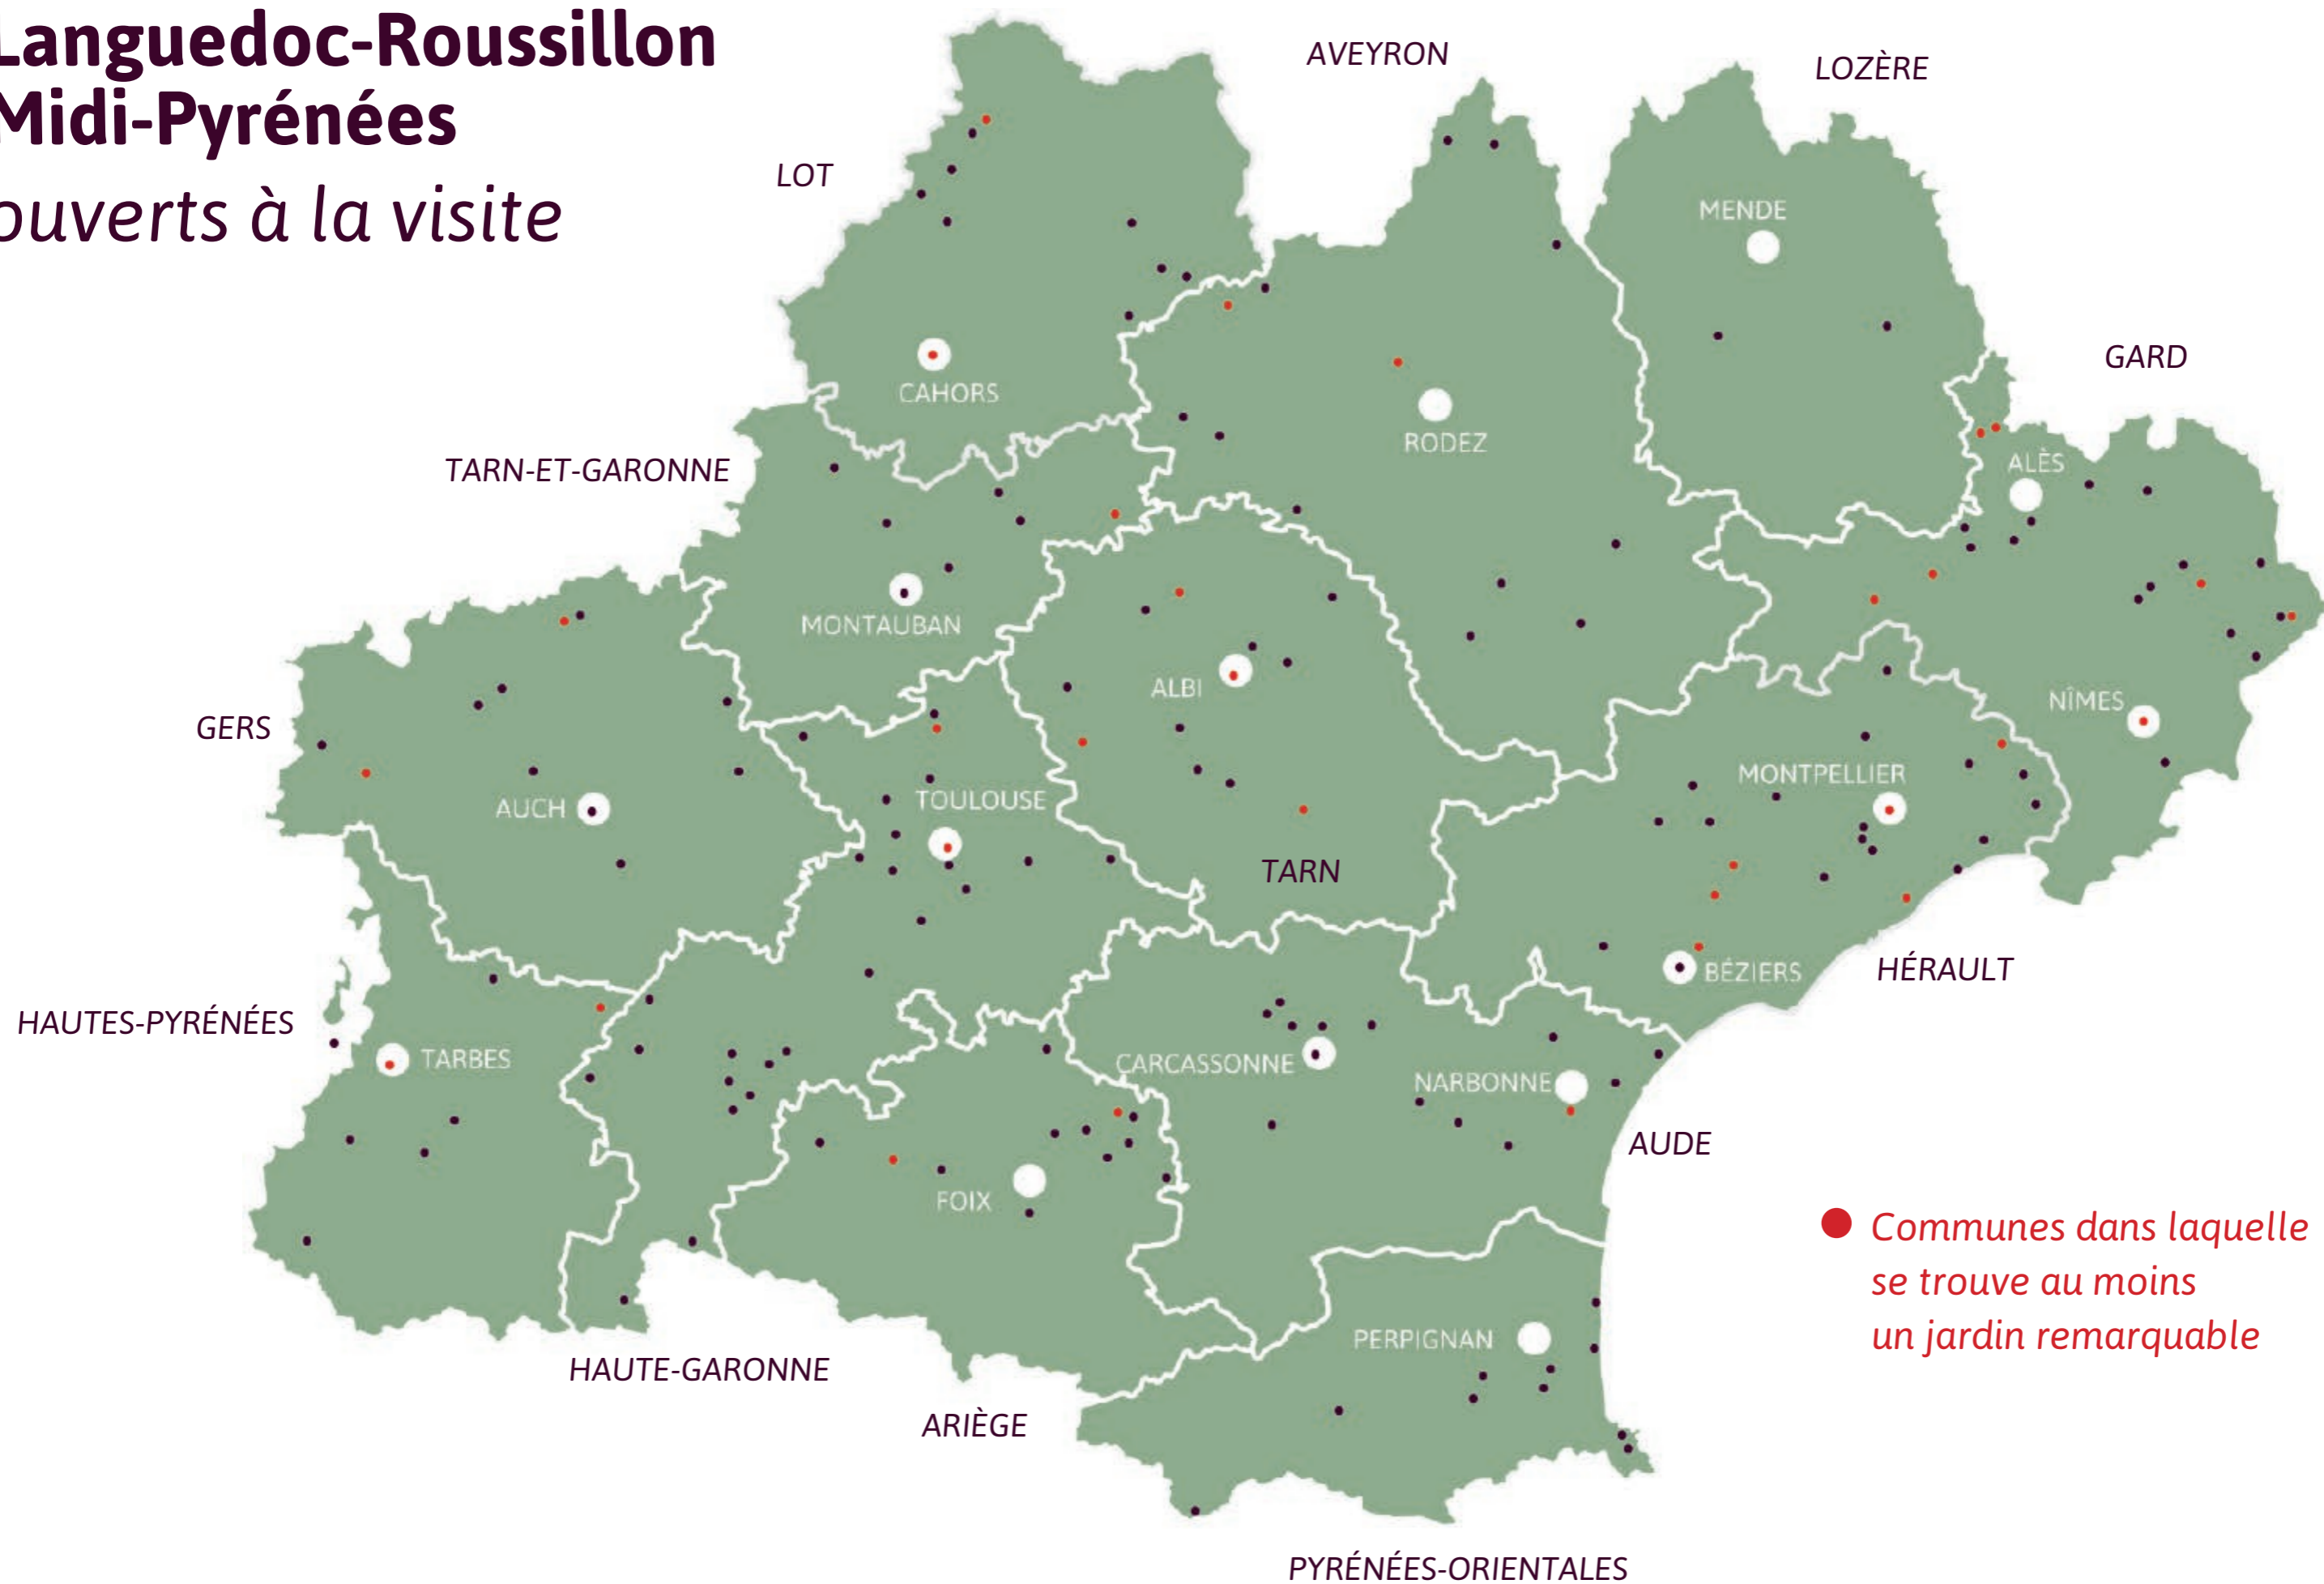 Languedoc-Roussillon
Midi-Pyrénées
ouverts à la visite
AVEYRON
LOZÈRE
LOT
MENDE
GARD
CAHORS
RODEZ
TARN-ET-GARONNE
ALÈS
MONTAUBAN
ALBI
NÎMES
GERS
MONTPELLIER
AUCH
TOULOUSE
TARN
HÉRAULT
BÉZIERS
HAUTES-PYRÉNÉES
TARBES
CARCASSONNE
NARBONNE
AUDE
FOIX
Communes dans laquelle
se trouve au moins
un jardin remarquable
PERPIGNAN
HAUTE-GARONNE
ARIÈGE
PYRÉNÉES-ORIENTALES